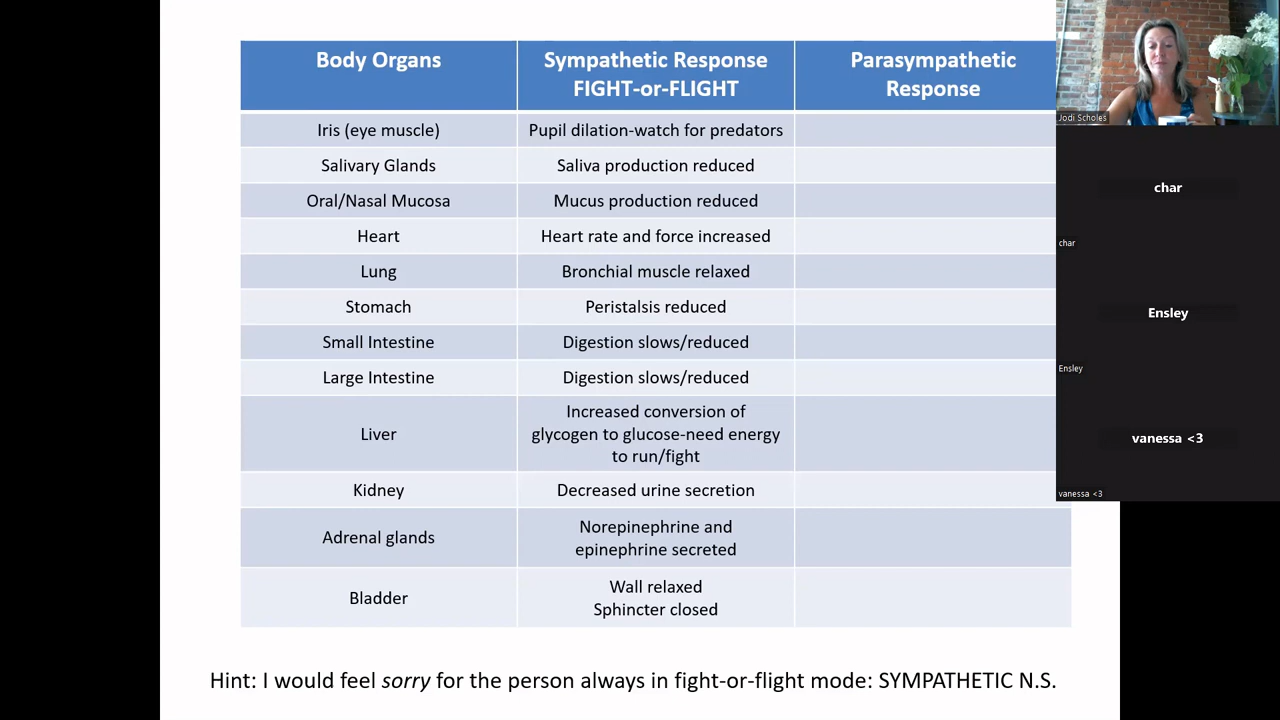 Body Organs
Sympathetic Response
FIGHT-or-FLIGHT
Parasympathetic
Response
Iris (eye muscle)
Pupil dilation-watch for predators
Salivary Glands
Saliva production reduced
Oral/Nasal Mucosa
Mucus production reduced
Heart
Heart rate and force increased
Lung
Bronchial muscle relaxed
Stomach
Peristalsis reduced
Small Intestine
Digestion slows/reduced
Large Intestine
Digestion slows/reduced
Liver
Increased conversion of
glycogen to glucose-need energy
to run/fight
Kidney
Decreased urine secretion
Adrenal glands
Norepinephrine and
epinephrine secreted
Bladder
Wall relaxed
Sphincter closed
Hint: I would feel sorry for the person always in fight-or-flight mode: SYMPATHETIC N.S.
Jodi Scholes
char
char
Ensley
Ensley
vanessa <3
vanessa <3